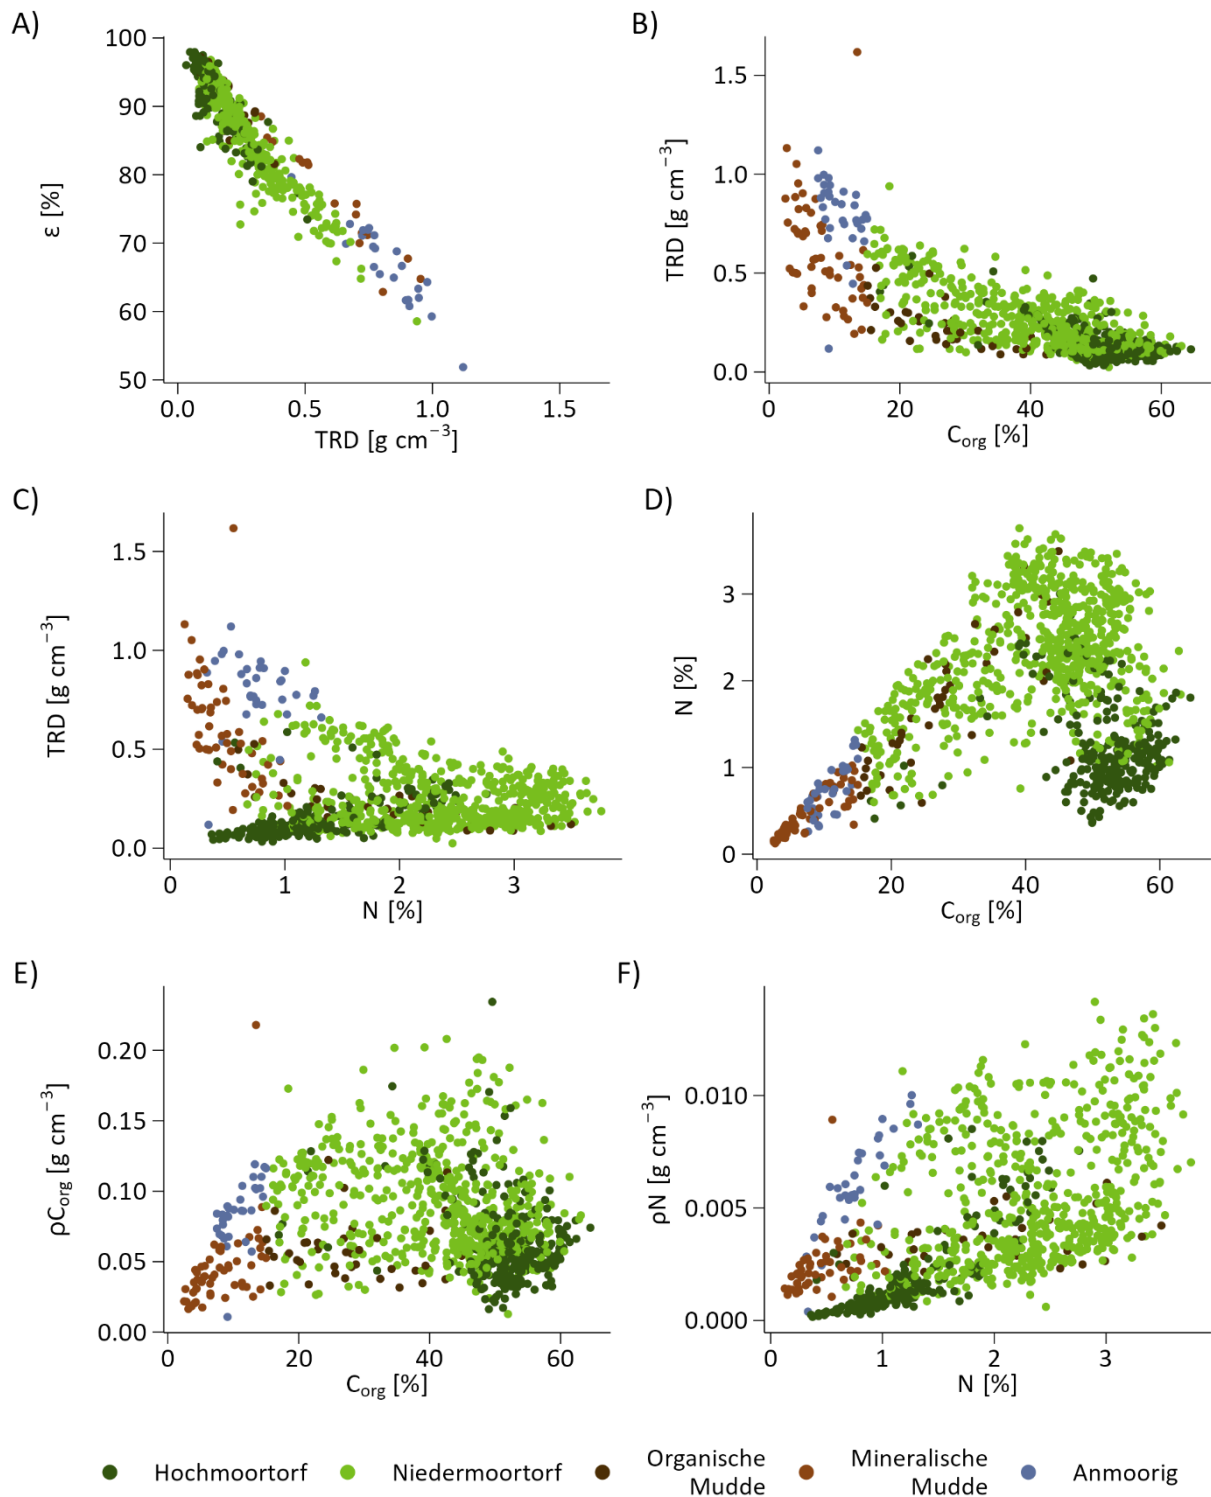 A)
ε [%]
100
90
80
70
60
50
0.0 0.5 1.0 1.5
TRD [g cm⁻³]
B)
TRD [g cm⁻³]
1.5
1.0
0.5
0.0
0 20 40 60
C_org [%]
C)
TRD [g cm⁻³]
1.5
1.0
0.5
0.0
0 1 2 3
N [%]
D)
N [%]
3
2
1
0
0 20 40 60
C_org [%]
E)
ρC_org [g cm⁻³]
0.20
0.15
0.10
0.05
0.00
0 20 40 60
C_org [%]
F)
ρN [g cm⁻³]
0.010
0.005
0.000
0 1 2 3
N [%]
Hochmoortorf
Niedermoortorf
Organische
Mudde
Mineralische
Mudde
Anmoorig